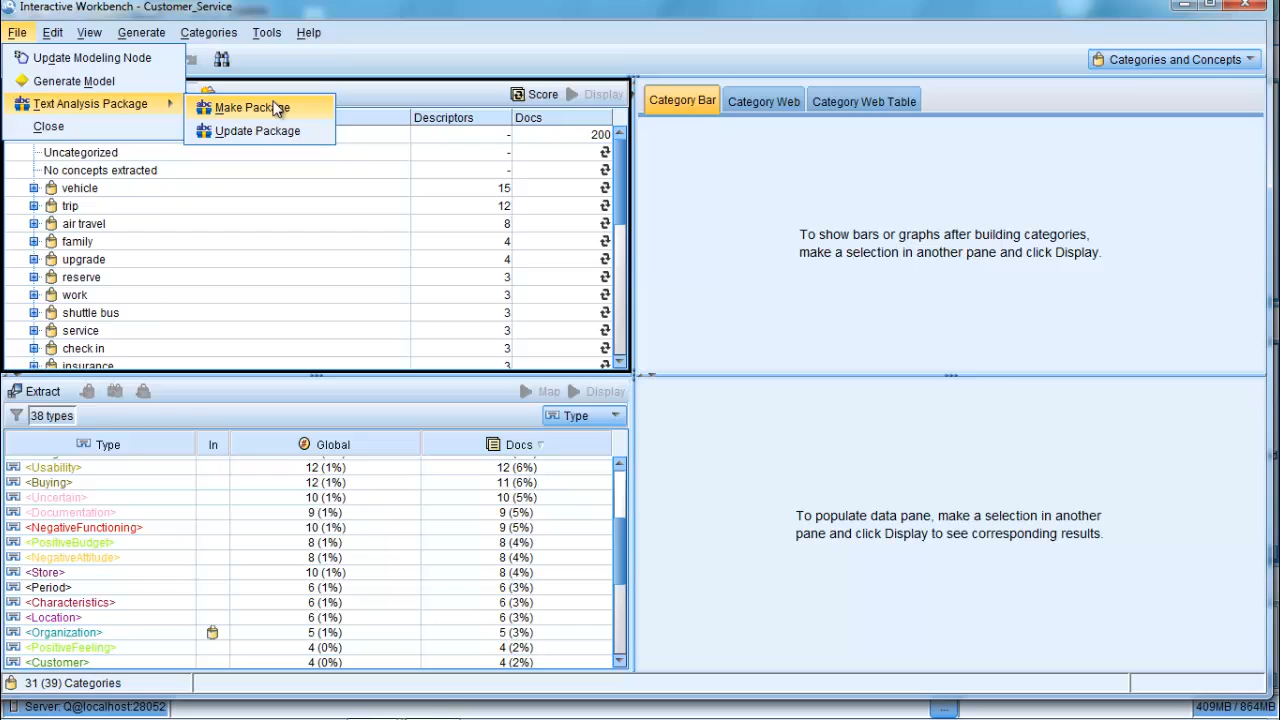 Interactive Workbench - Customer_Service
File Edit View Generate Categories Tools Help
Update Modeling Node
Generate Model
Text Analysis Package
Close
Make Package
Update Package
Categories and Concepts
Score Display
Descriptors Docs
- 200
Uncategorized -
No concepts extracted -
vehicle 15
trip 12
air travel 8
family 4
upgrade 4
reserve 3
work 3
shuttle bus 3
service 3
check in 3
insurance
Category Bar Category Web Category Web Table
To show bars or graphs after building categories,
make a selection in another pane and click Display.
Extract Map Display
38 types Type
Type In Global Docs
<Usability> 12 (1%) 12 (6%)
<Buying> 12 (1%) 11 (6%)
<Uncertain> 10 (1%) 10 (5%)
<Documentation> 9 (1%) 9 (5%)
<NegativeFunctioning> 10 (1%) 9 (5%)
<PositiveBudget> 8 (1%) 8 (4%)
<NegativeAttitude> 8 (1%) 8 (4%)
<Store> 10 (1%) 8 (4%)
<Period> 6 (1%) 6 (3%)
<Characteristics> 6 (1%) 6 (3%)
<Location> 6 (1%) 6 (3%)
<Organization> 5 (1%) 5 (3%)
<PositiveFeeling> 4 (0%) 4 (2%)
<Customer> 4 (0%) 4 (2%)
To populate data pane, make a selection in another
pane and click Display to see corresponding results.
31 (39) Categories
Server: Q@localhost:28052 ... 409MB / 864MB